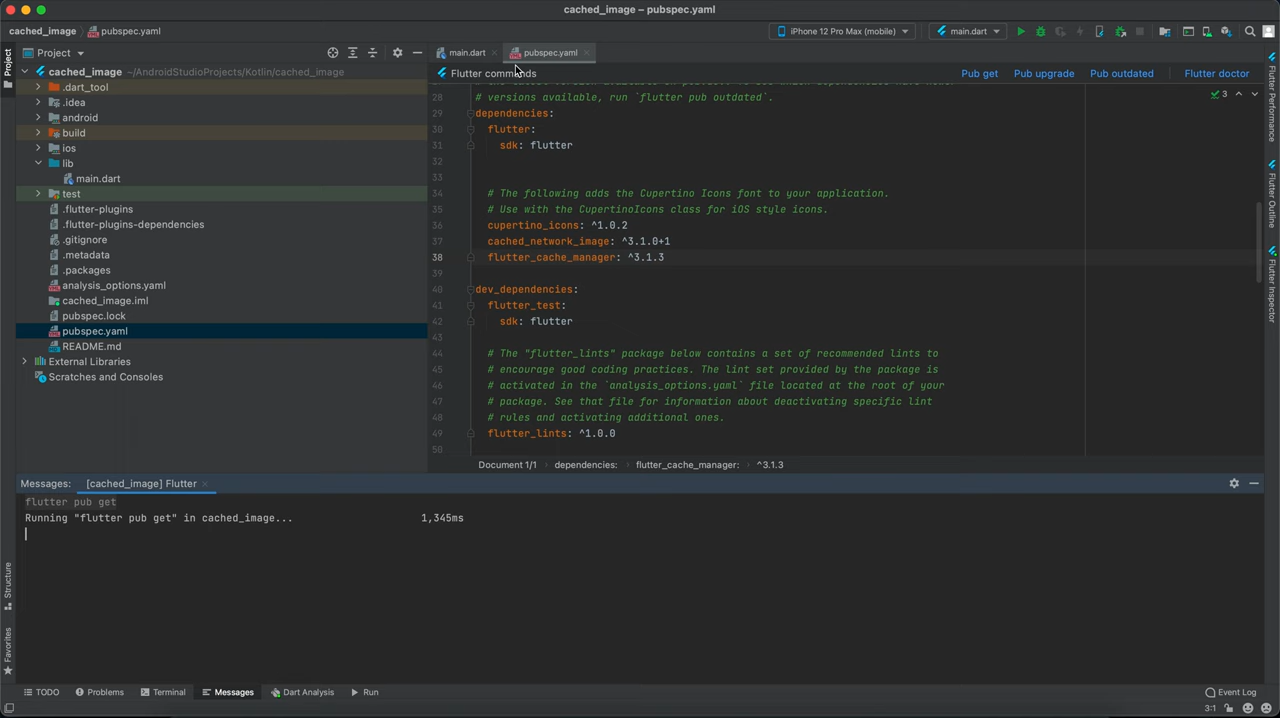 cached_image – pubspec.yaml
cached_image
pubspec.yaml
iPhone 12 Pro Max (mobile)
main.dart
Project
Project
cached_image ~/AndroidStudioProjects/Kotlin/cached_image
.dart_tool
.idea
android
build
ios
lib
main.dart
test
.flutter-plugins
.flutter-plugins-dependencies
.gitignore
.metadata
.packages
analysis_options.yaml
cached_image.iml
pubspec.lock
pubspec.yaml
README.md
External Libraries
Scratches and Consoles
main.dart
pubspec.yaml
Flutter commands
Pub get
Pub upgrade
Pub outdated
Flutter doctor
3
28 # versions available, run `flutter pub outdated`.
29 dependencies:
30 flutter:
31 sdk: flutter
32
33
34 # The following adds the Cupertino Icons font to your application.
35 # Use with the CupertinoIcons class for iOS style icons.
36 cupertino_icons: ^1.0.2
37 cached_network_image: ^3.1.0+1
38 flutter_cache_manager: ^3.1.3
39
40 dev_dependencies:
41 flutter_test:
42 sdk: flutter
43
44 # The "flutter_lints" package below contains a set of recommended lints to
45 # encourage good coding practices. The lint set provided by the package is
46 # activated in the `analysis_options.yaml` file located at the root of your
47 # package. See that file for information about deactivating specific lint
48 # rules and activating additional ones.
49 flutter_lints: ^1.0.0
50
Document 1/1 dependencies: flutter_cache_manager: ^3.1.3
Flutter Performance
Flutter Outline
Flutter Inspector
Messages: [cached_image] Flutter
flutter pub get
Running "flutter pub get" in cached_image... 1,345ms
Structure
Favorites
TODO
Problems
Terminal
Messages
Dart Analysis
Run
Event Log
3:1